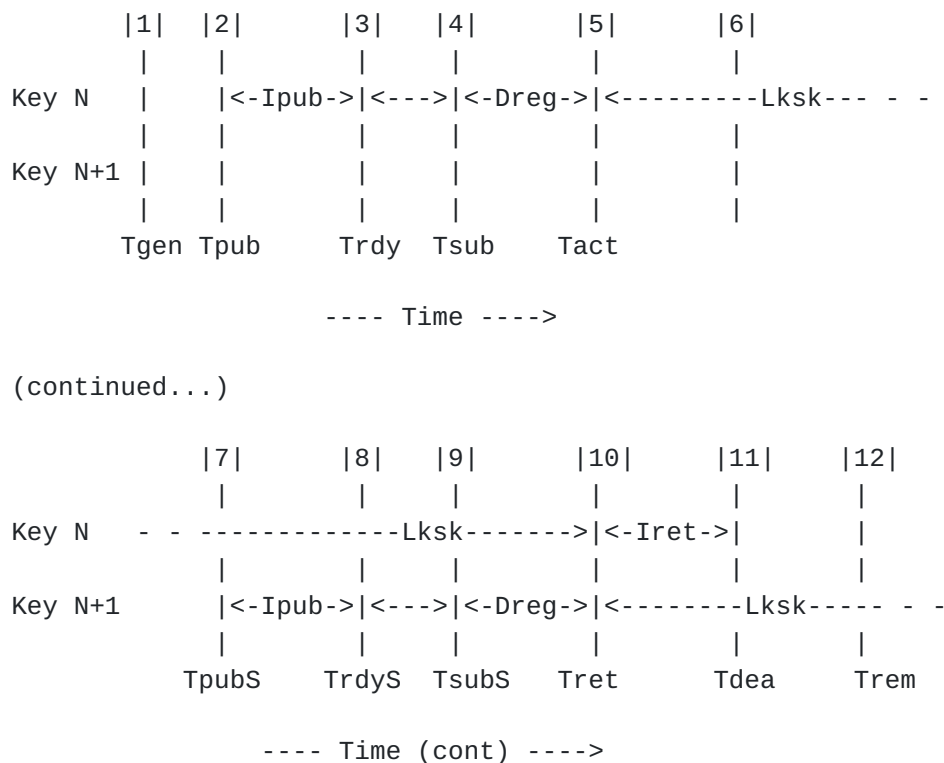 |1| |2| |3| |4| |5| |6|
| | | | | |
Key N | |<-Ipub->|<--->|<-Dreg->|<---------Lksk--- - -
| | | | | |
Key N+1 | | | | | |
| | | | | |
Tgen Tpub Trdy Tsub Tact
---- Time ---->
(continued...)
|7| |8| |9| |10| |11| |12|
| | | | | |
Key N - - -------------Lksk------->|<-Iret->| |
| | | | | |
Key N+1 |<-Ipub->|<--->|<-Dreg->|<--------Lksk----- - -
| | | | | |
TpubS TrdyS TsubS Tret Tdea Trem
---- Time (cont) ---->